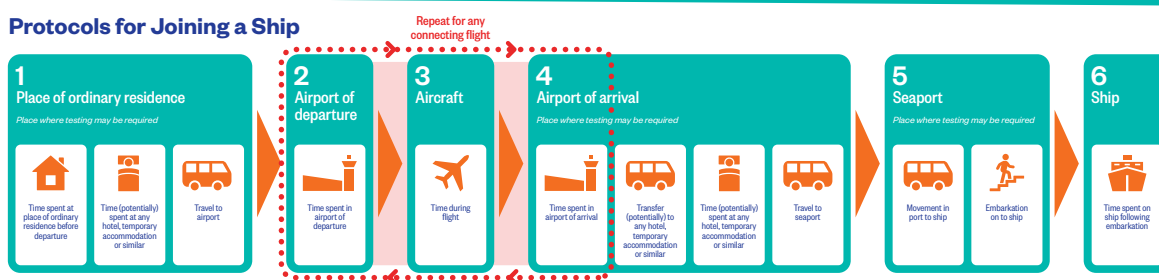 Protocols for Joining a Ship
Repeat for any
connecting flight
1
Place of ordinary residence
Place where testing may be required
Time spent at
place of ordinary
residence before
departure
Time (potentially)
spent at any
hotel, temporary
accommodation
or similar
Travel to
airport
2
Airport of
departure
Time spent in
airport of
departure
3
Aircraft
Time during
flight
4
Airport of arrival
Place where testing may be required
Time spent in
airport of arrival
Transfer
(potentially) to
any hotel,
temporary
accommodation
or similar
Time (potentially)
spent at any
hotel, temporary
accommodation
or similar
Travel to
seaport
5
Seaport
Place where testing may be required
Movement in
port to ship
Embarkation
on to ship
6
Ship
Time spent on
ship following
embarkation